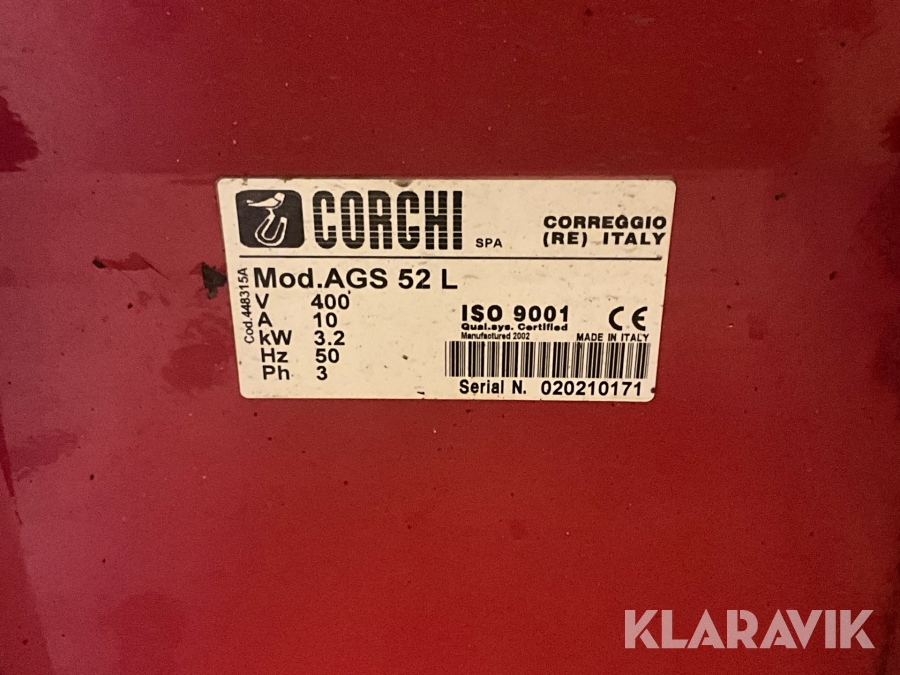 CORGHI SPA
CORREGGIO
(RE) ITALY
Cod.448315A
Mod.AGS 52 L
V 400
A 10
kW 3.2
Hz 50
Ph 3
ISO 9001
Qual.sys. Certified
CE
Manufactured 2002
MADE IN ITALY
Serial N. 020210171
KLARAVIK